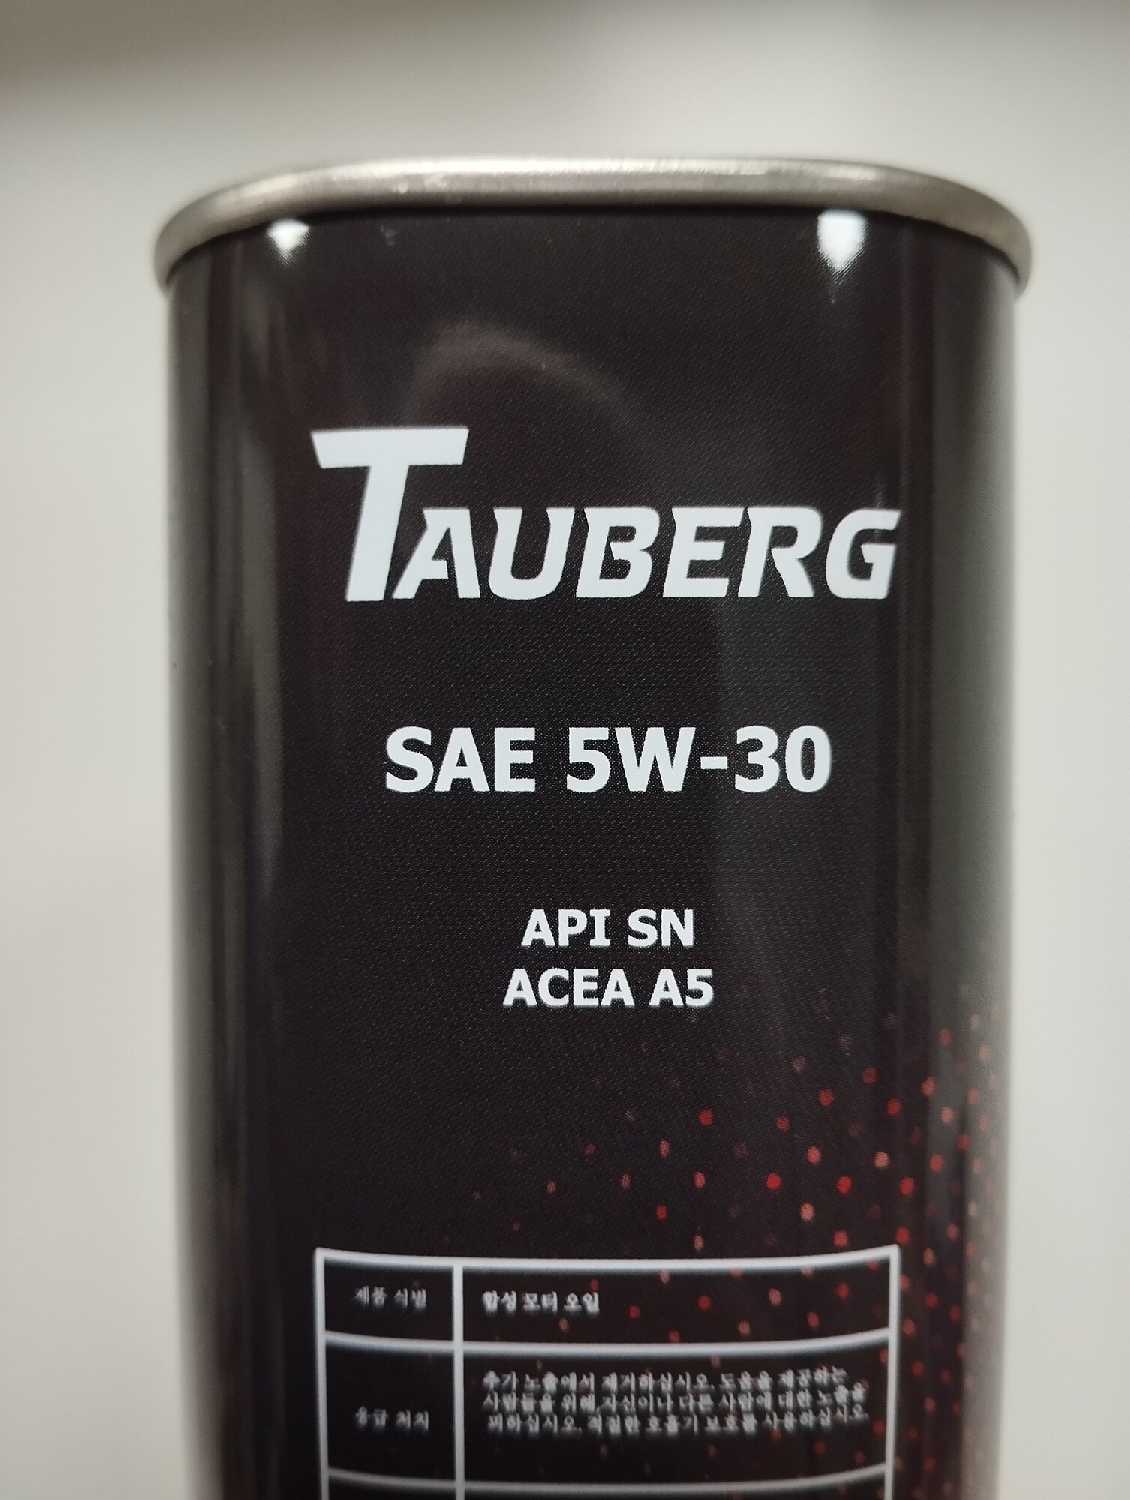 TAUBERG
SAE 5W-30
API SN
ACEA A5
제품 식별
합성 모터 오일
응급 처치
추가 노출에서 제거하십시오. 도움을 제공하는
사람들을 위해,자신이나 다른 사람에 대한 노출을
피하십시오. 적절한 호흡기 보호를 사용하십시오.